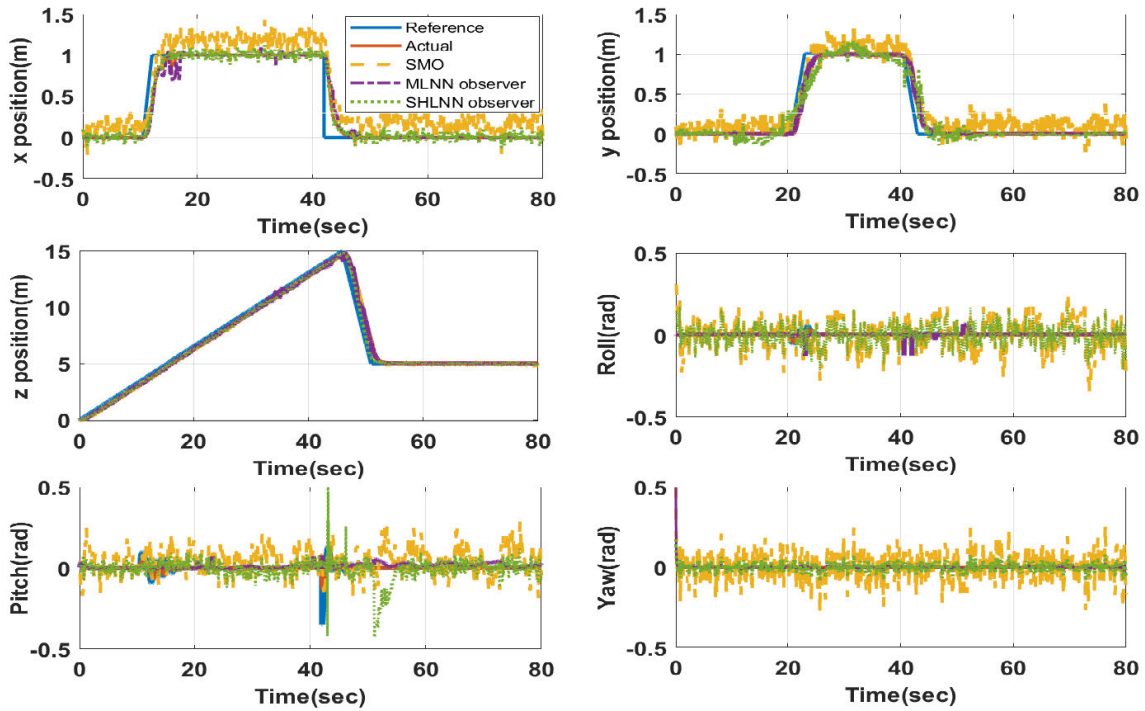 1.5
1
0.5
0
-0.5
x position(m)
Reference
Actual
SMO
MLNN observer
SHLNN observer
0 20 40 60 80
Time(sec)
1.5
1
0.5
0
-0.5
y position(m)
0 20 40 60 80
Time(sec)
15
10
5
0
z position(m)
0 20 40 60 80
Time(sec)
0.5
0
-0.5
Roll(rad)
0 20 40 60 80
Time(sec)
0.5
0
-0.5
Pitch(rad)
0 20 40 60 80
Time(sec)
0.5
0
-0.5
Yaw(rad)
0 20 40 60 80
Time(sec)